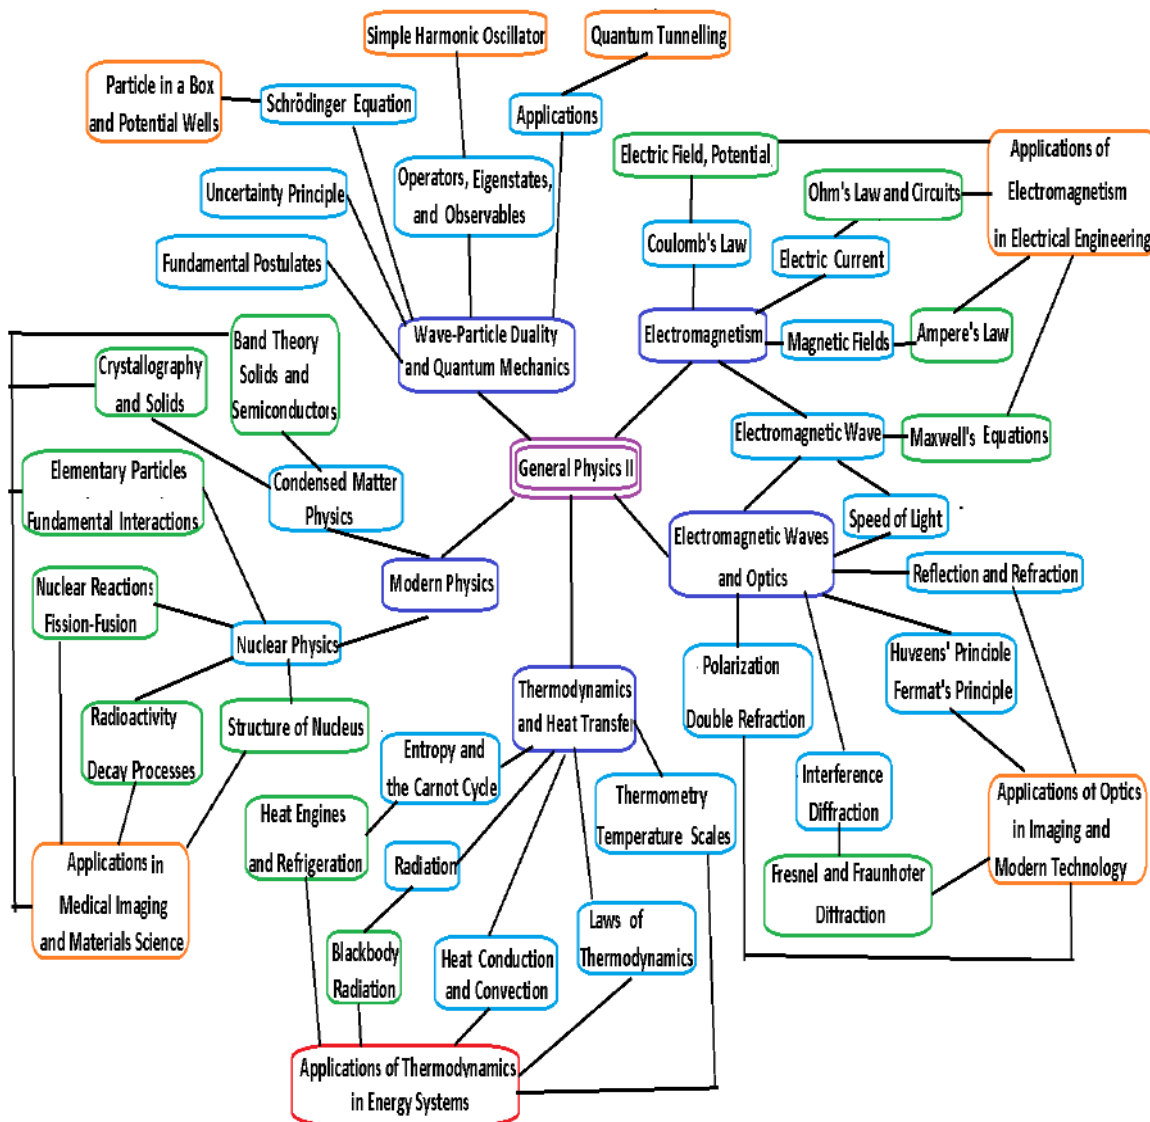 Simple Harmonic Oscillator
Quantum Tunnelling
Particle in a Box
and Potential Wells
Schrödinger Equation
Applications
Electric Field, Potential
Applications of
Electromagnetism
in Electrical Engineering
Uncertainty Principle
Operators, Eigenstates,
and Observables
Ohm's Law and Circuits
Coulomb's Law
Electric Current
Fundamental Postulates
Wave-Particle Duality
and Quantum Mechanics
Electromagnetism
Magnetic Fields
Ampere's Law
Band Theory
Solids and
Semiconductors
Crystallography
and Solids
Electromagnetic Wave
Maxwell's Equations
General Physics II
Elementary Particles
Fundamental Interactions
Condensed Matter
Physics
Speed of Light
Electromagnetic Waves
and Optics
Reflection and Refraction
Modern Physics
Nuclear Reactions
Fission-Fusion
Nuclear Physics
Huvgens' Principle
Fermat's Principle
Polarization
Double Refraction
Thermodynamics
and Heat Transfer
Radioactivity
Decay Processes
Structure of Nucleus
Entropy and
the Carnot Cycle
Interference
Diffraction
Thermometry
Temperature Scales
Applications of Optics
in Imaging and
Modern Technology
Heat Engines
and Refrigeration
Radiation
Applications in
Medical Imaging
and Materials Science
Fresnel and Fraunhoter
Dittraction
Laws of
Thermodynamics
Blackbody
Radiation
Heat Conduction
and Convection
Applications of Thermodynamics
in Energy Systems